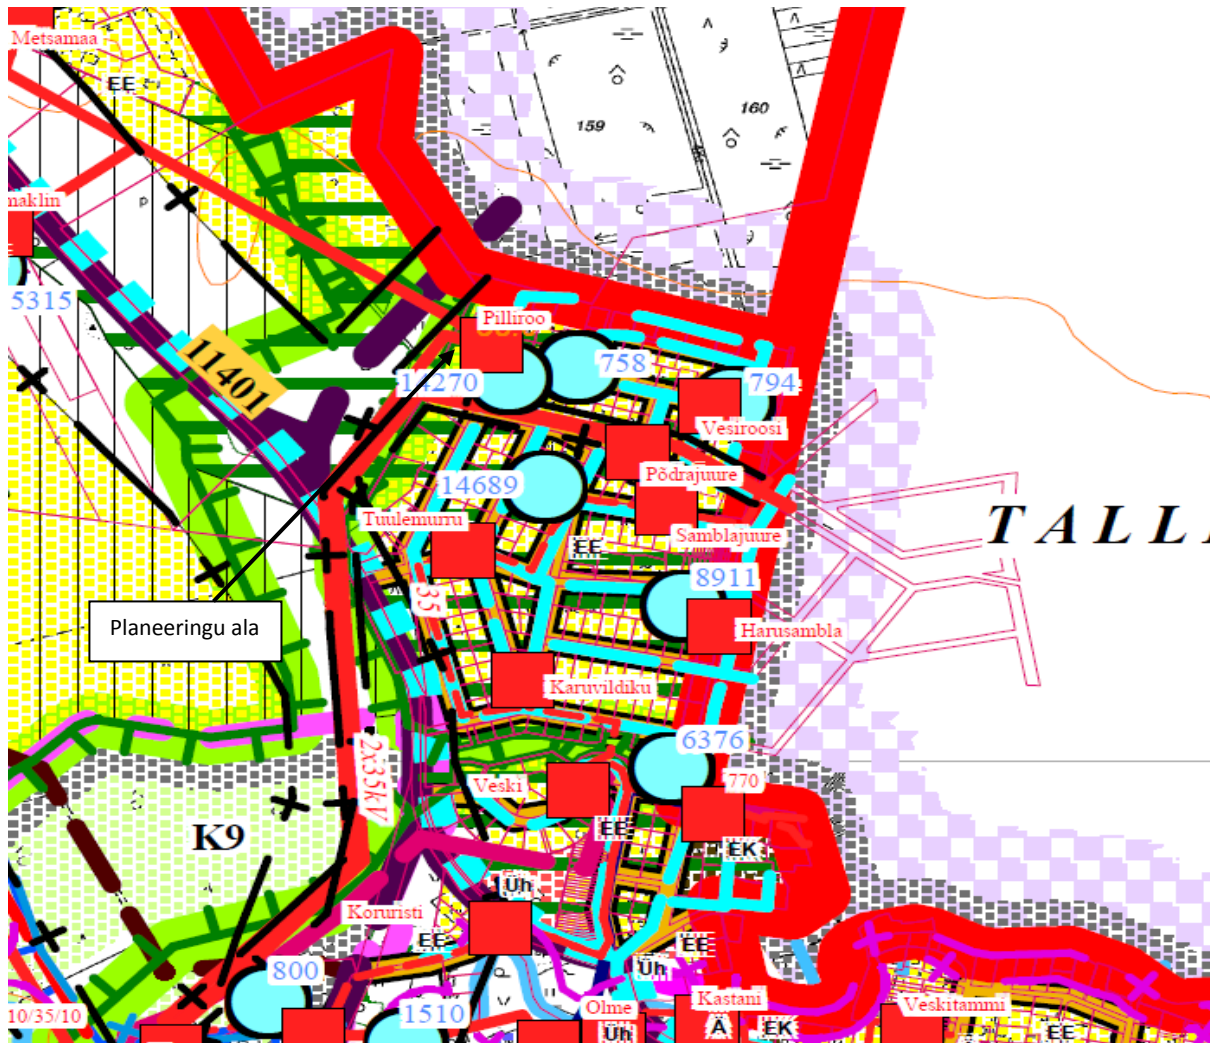 Metsamaa
EE
159
160
maklin
5315
11401
Pilliroo
14270
758
794
Vesiroosi
Põdrajuure
14689
Tuulemurru
Samblajuure
EE
TALLI
8911
35
Planeeringu ala
Harusambla
Karuvildiku
2x35kV
6376
770
Veski
K9
EE
EK
Üh
Koruristi
EE
EE
Üh
800
1510
10/35/10
Olme
Kastani
Veskitammi
Üh
Ä
EK
EE